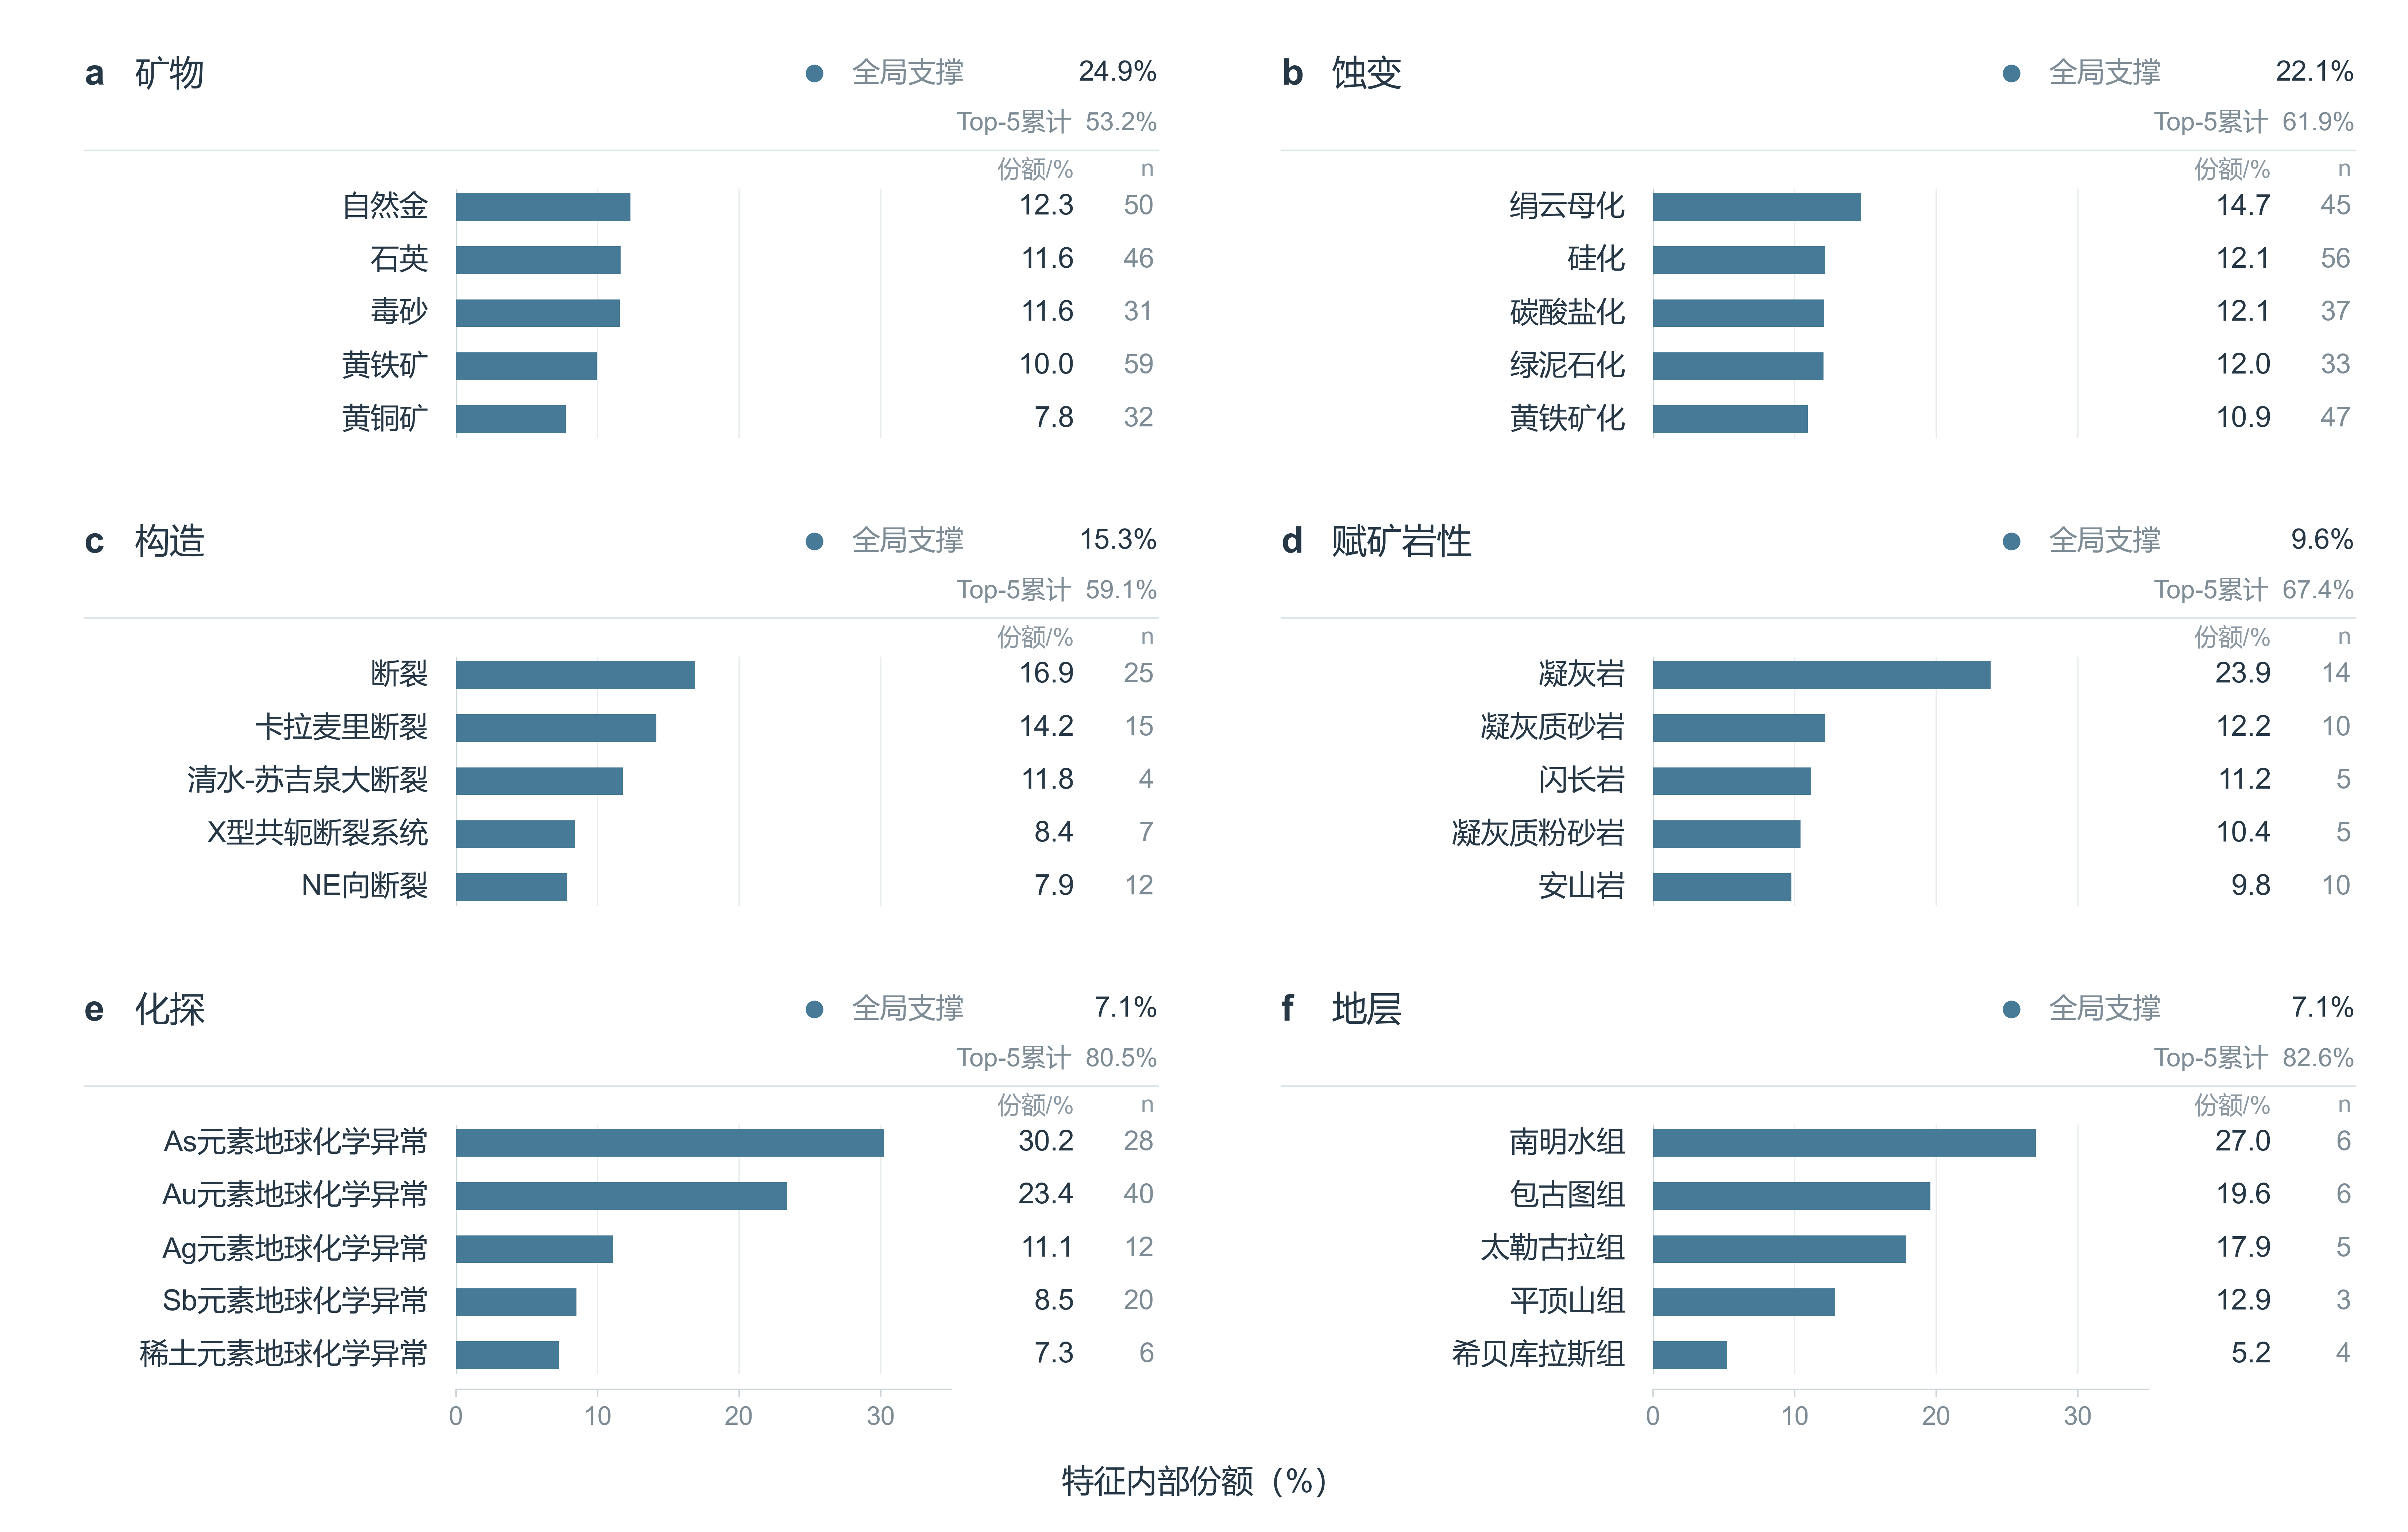 a 矿物 全局支撑 24.9%
Top-5累计 53.2%
份额/% n
自然金 12.3 50
石英 11.6 46
毒砂 11.6 31
黄铁矿 10.0 59
黄铜矿 7.8 32
b 蚀变 全局支撑 22.1%
Top-5累计 61.9%
份额/% n
绢云母化 14.7 45
硅化 12.1 56
碳酸盐化 12.1 37
绿泥石化 12.0 33
黄铁矿化 10.9 47
c 构造 全局支撑 15.3%
Top-5累计 59.1%
份额/% n
断裂 16.9 25
卡拉麦里断裂 14.2 15
清水-苏吉泉大断裂 11.8 4
X型共轭断裂系统 8.4 7
NE向断裂 7.9 12
d 赋矿岩性 全局支撑 9.6%
Top-5累计 67.4%
份额/% n
凝灰岩 23.9 14
凝灰质砂岩 12.2 10
闪长岩 11.2 5
凝灰质粉砂岩 10.4 5
安山岩 9.8 10
e 化探 全局支撑 7.1%
Top-5累计 80.5%
份额/% n
As元素地球化学异常 30.2 28
Au元素地球化学异常 23.4 40
Ag元素地球化学异常 11.1 12
Sb元素地球化学异常 8.5 20
稀土元素地球化学异常 7.3 6
0 10 20 30
f 地层 全局支撑 7.1%
Top-5累计 82.6%
份额/% n
南明水组 27.0 6
包古图组 19.6 6
太勒古拉组 17.9 5
平顶山组 12.9 3
希贝库拉斯组 5.2 4
0 10 20 30
特征内部份额（%）